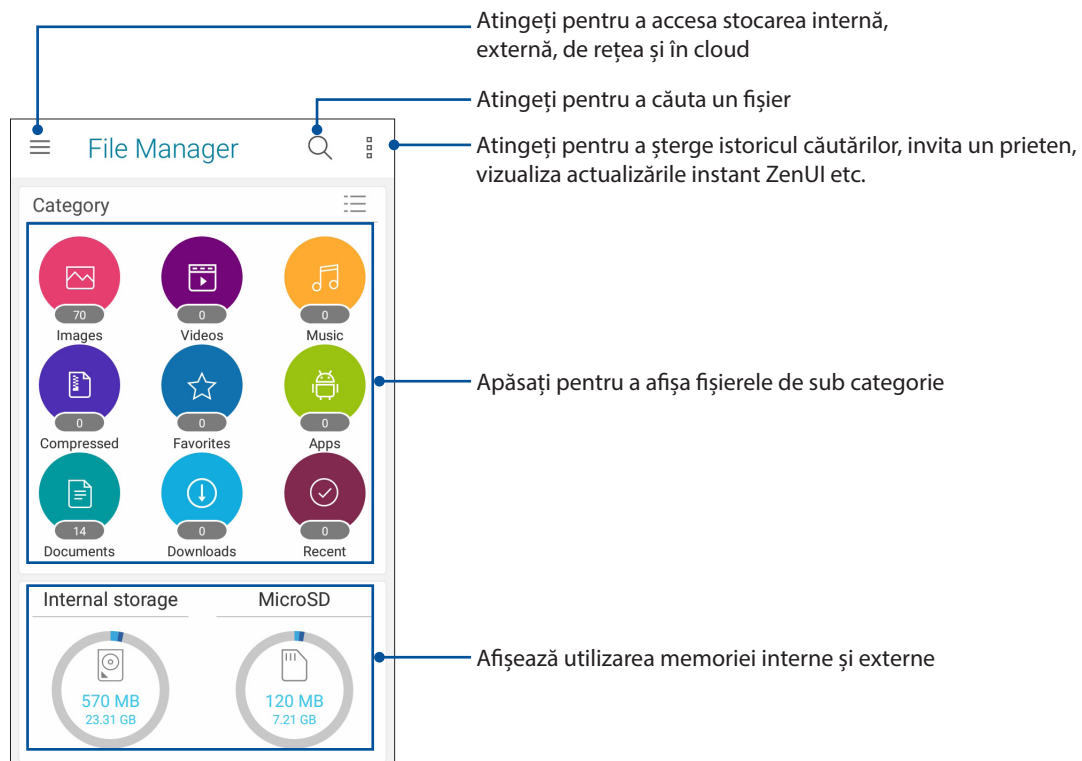 Atingeți pentru a accesa stocarea internă,
externă, de rețea și în cloud
Atingeți pentru a căuta un fișier
Atingeți pentru a șterge istoricul căutărilor, invita un prieten,
vizualiza actualizările instant ZenUI etc.
File Manager
Category
70
0
0
Images
Videos
Music
Apăsați pentru a afișa fișierele de sub categorie
0
0
0
Compressed
Favorites
Apps
14
0
0
Documents
Downloads
Recent
Internal storage
MicroSD
Afișează utilizarea memoriei interne și externe
570 MB
23.31 GB
120 MB
7.21 GB